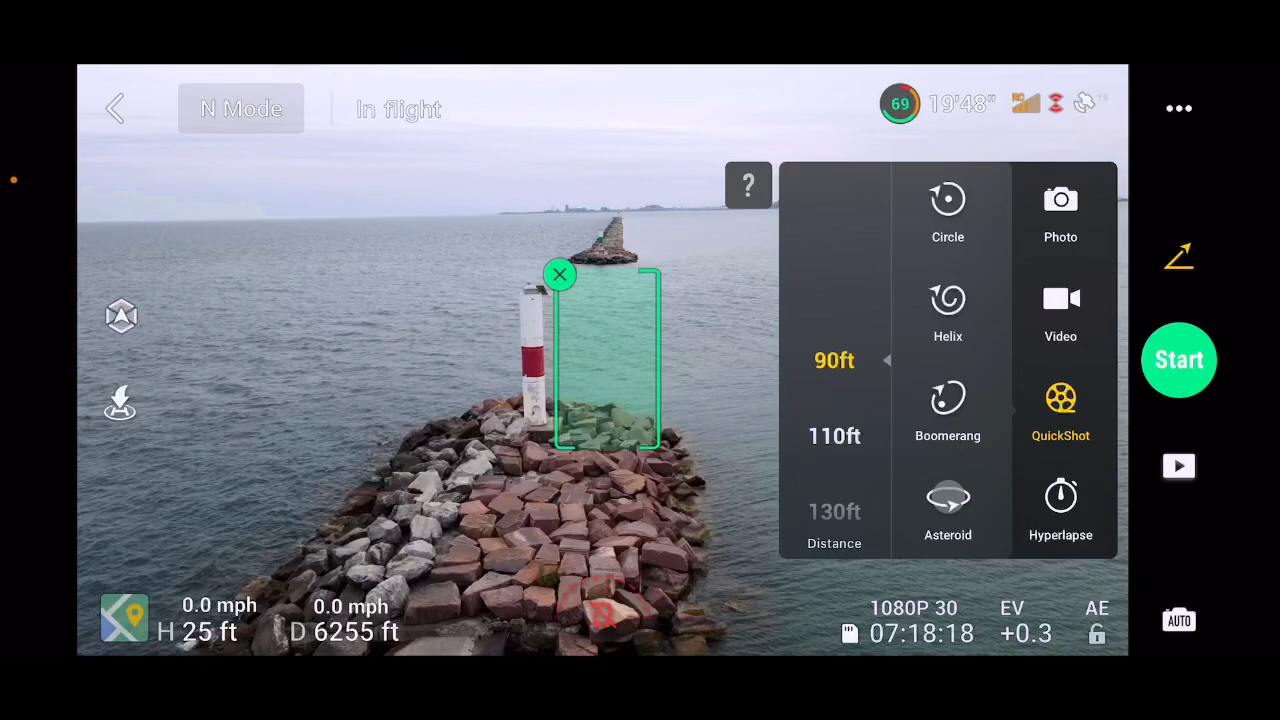 N Mode
In flight
69
19'48"
RC
19
?
Circle
Photo
Helix
Video
90ft
110ft
Boomerang
QuickShot
130ft
Distance
Asteroid
Hyperlapse
Start
AUTO
0.0 mph
0.0 mph
H 25 ft
D 6255 ft
1080P 30
EV
AE
07:18:18
+0.3